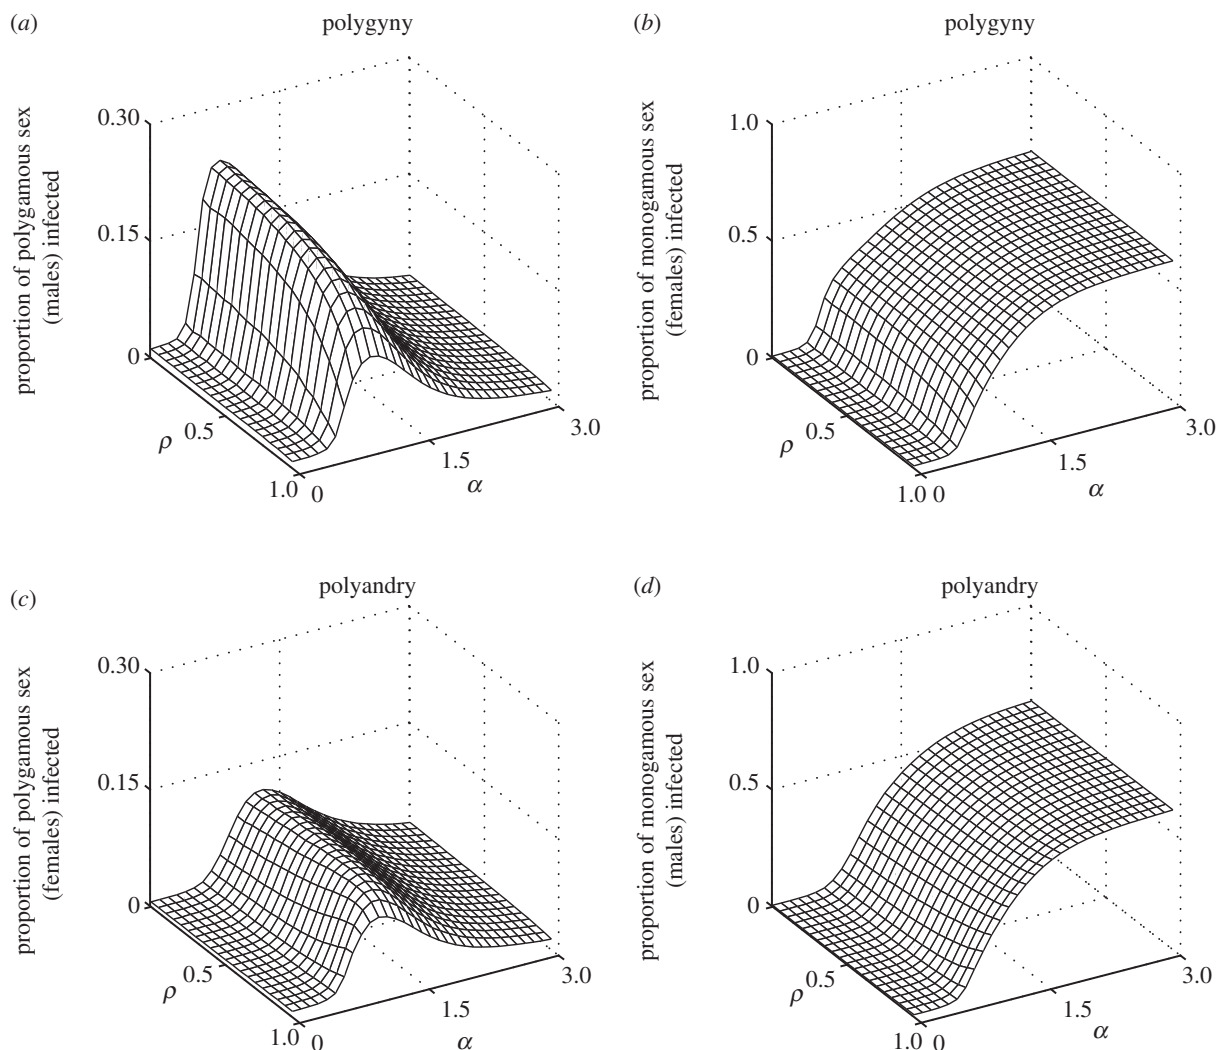 (a)
polygyny
proportion of polygamous sex
(males) infected
0.30
0.15
0
ρ
0.5
1.0
0
α
1.5
3.0
(b)
polygyny
proportion of monogamous sex
(females) infected
1.0
0.5
0
ρ
0.5
1.0
0
α
1.5
3.0
(c)
polyandry
proportion of polygamous sex
(females) infected
0.30
0.15
0
ρ
0.5
1.0
0
α
1.5
3.0
(d)
polyandry
proportion of monogamous sex
(males) infected
1.0
0.5
0
ρ
0.5
1.0
0
α
1.5
3.0